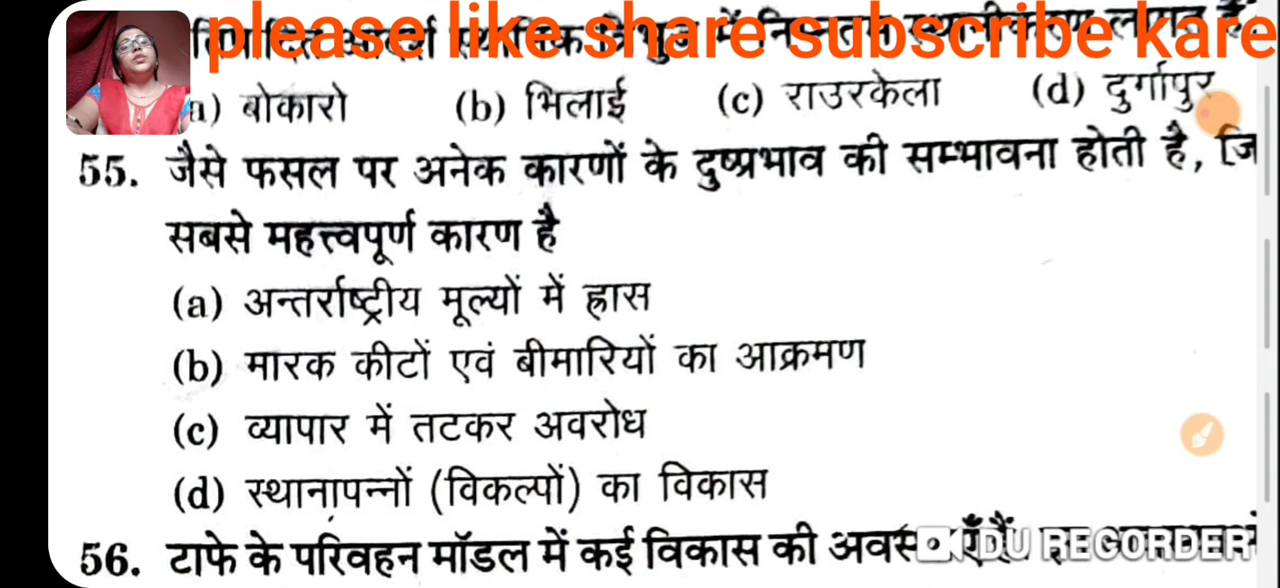 please like share subscribe kare
(a) बोकारो (b) भिलाई (c) राउरकेला (d) दुर्गापुर
55. जैसे फसल पर अनेक कारणों के दुष्प्रभाव की सम्भावना होती है,
सबसे महत्त्वपूर्ण कारण है
(a) अन्तर्राष्ट्रीय मूल्यों में ह्रास
(b) मारक कीटों एवं बीमारियों का आक्रमण
(c) व्यापार में तटकर अवरोध
(d) स्थानापन्नों (विकल्पों) का विकास
56. टाफे के परिवहन मॉडल में कई विकास की
DU RECORDER